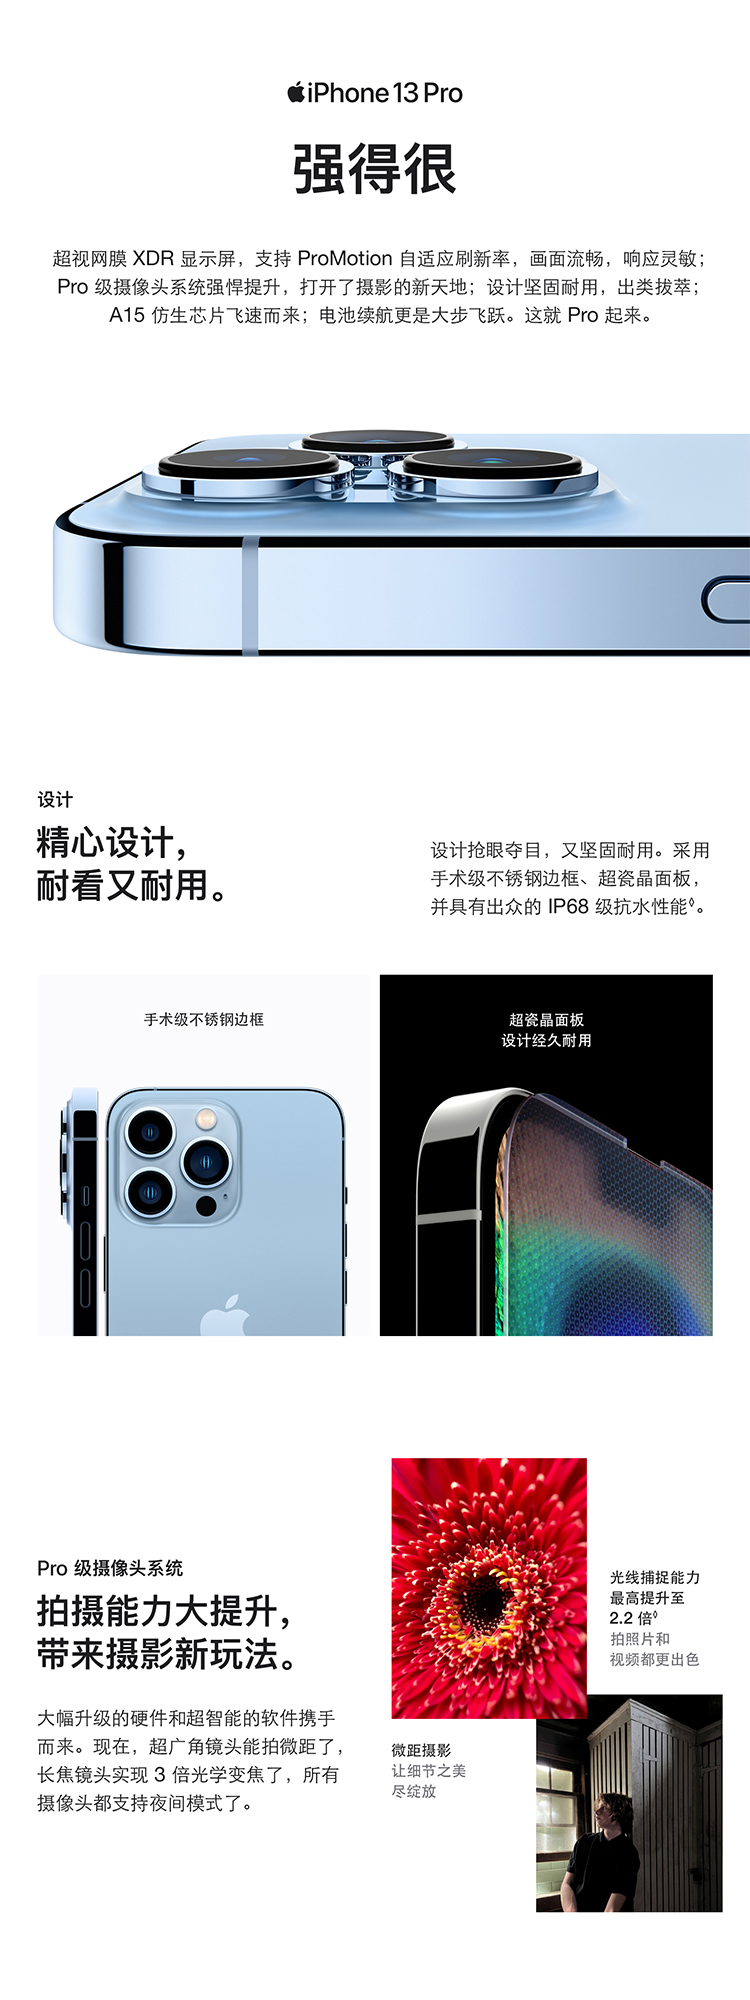 iPhone 13 Pro
强得很
超视网膜 XDR 显示屏，支持 ProMotion 自适应刷新率，画面流畅，响应灵敏；
Pro 级摄像头系统强悍提升，打开了摄影的新天地；设计坚固耐用，出类拔萃；
A15 仿生芯片飞速而来；电池续航更是大步飞跃。这就 Pro 起来。
设计
精心设计，
耐看又耐用。
设计抢眼夺目，又坚固耐用。采用
手术级不锈钢边框、超瓷晶面板，
并具有出众的 IP68 级抗水性能◊。
手术级不锈钢边框
超瓷晶面板
设计经久耐用
Pro 级摄像头系统
拍摄能力大提升，
带来摄影新玩法。
大幅升级的硬件和超智能的软件携手
而来。现在，超广角镜头能拍微距了，
长焦镜头实现 3 倍光学变焦了，所有
摄像头都支持夜间模式了。
光线捕捉能力
最高提升至
2.2 倍◊
拍照片和
视频都更出色
微距摄影
让细节之美
尽绽放